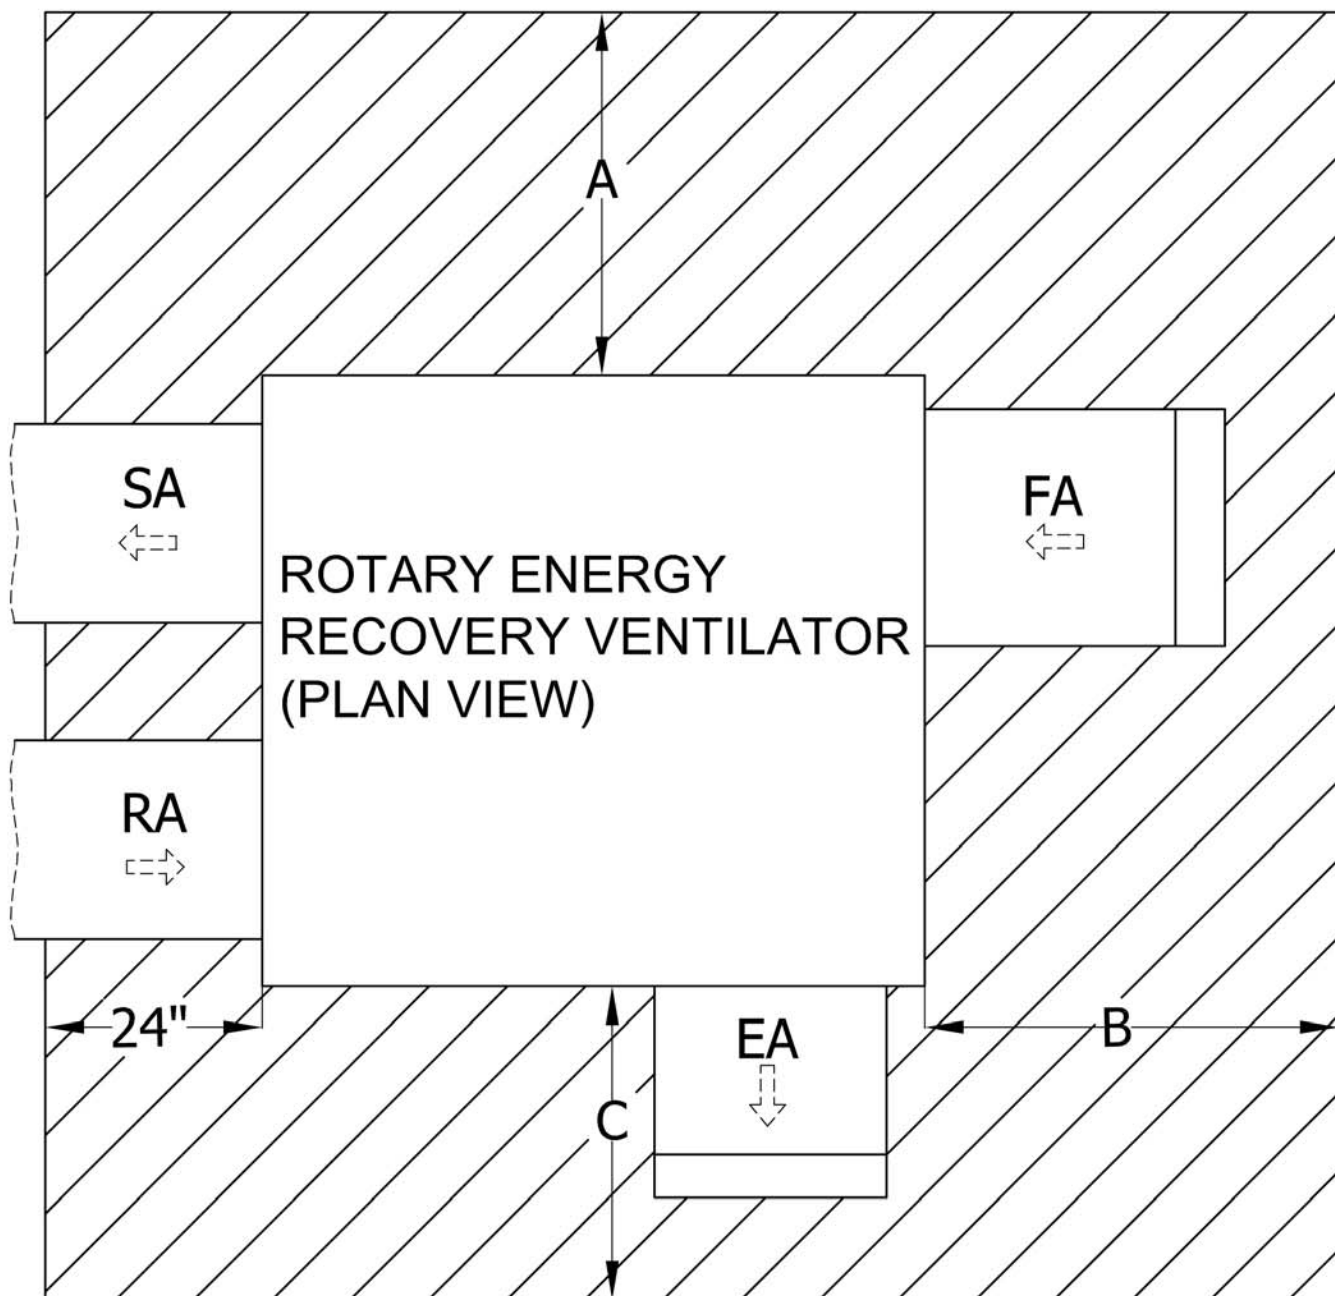 A
SA
FA
ROTARY ENERGY
RECOVERY VENTILATOR
(PLAN VIEW)
RA
24"
EA
B
C